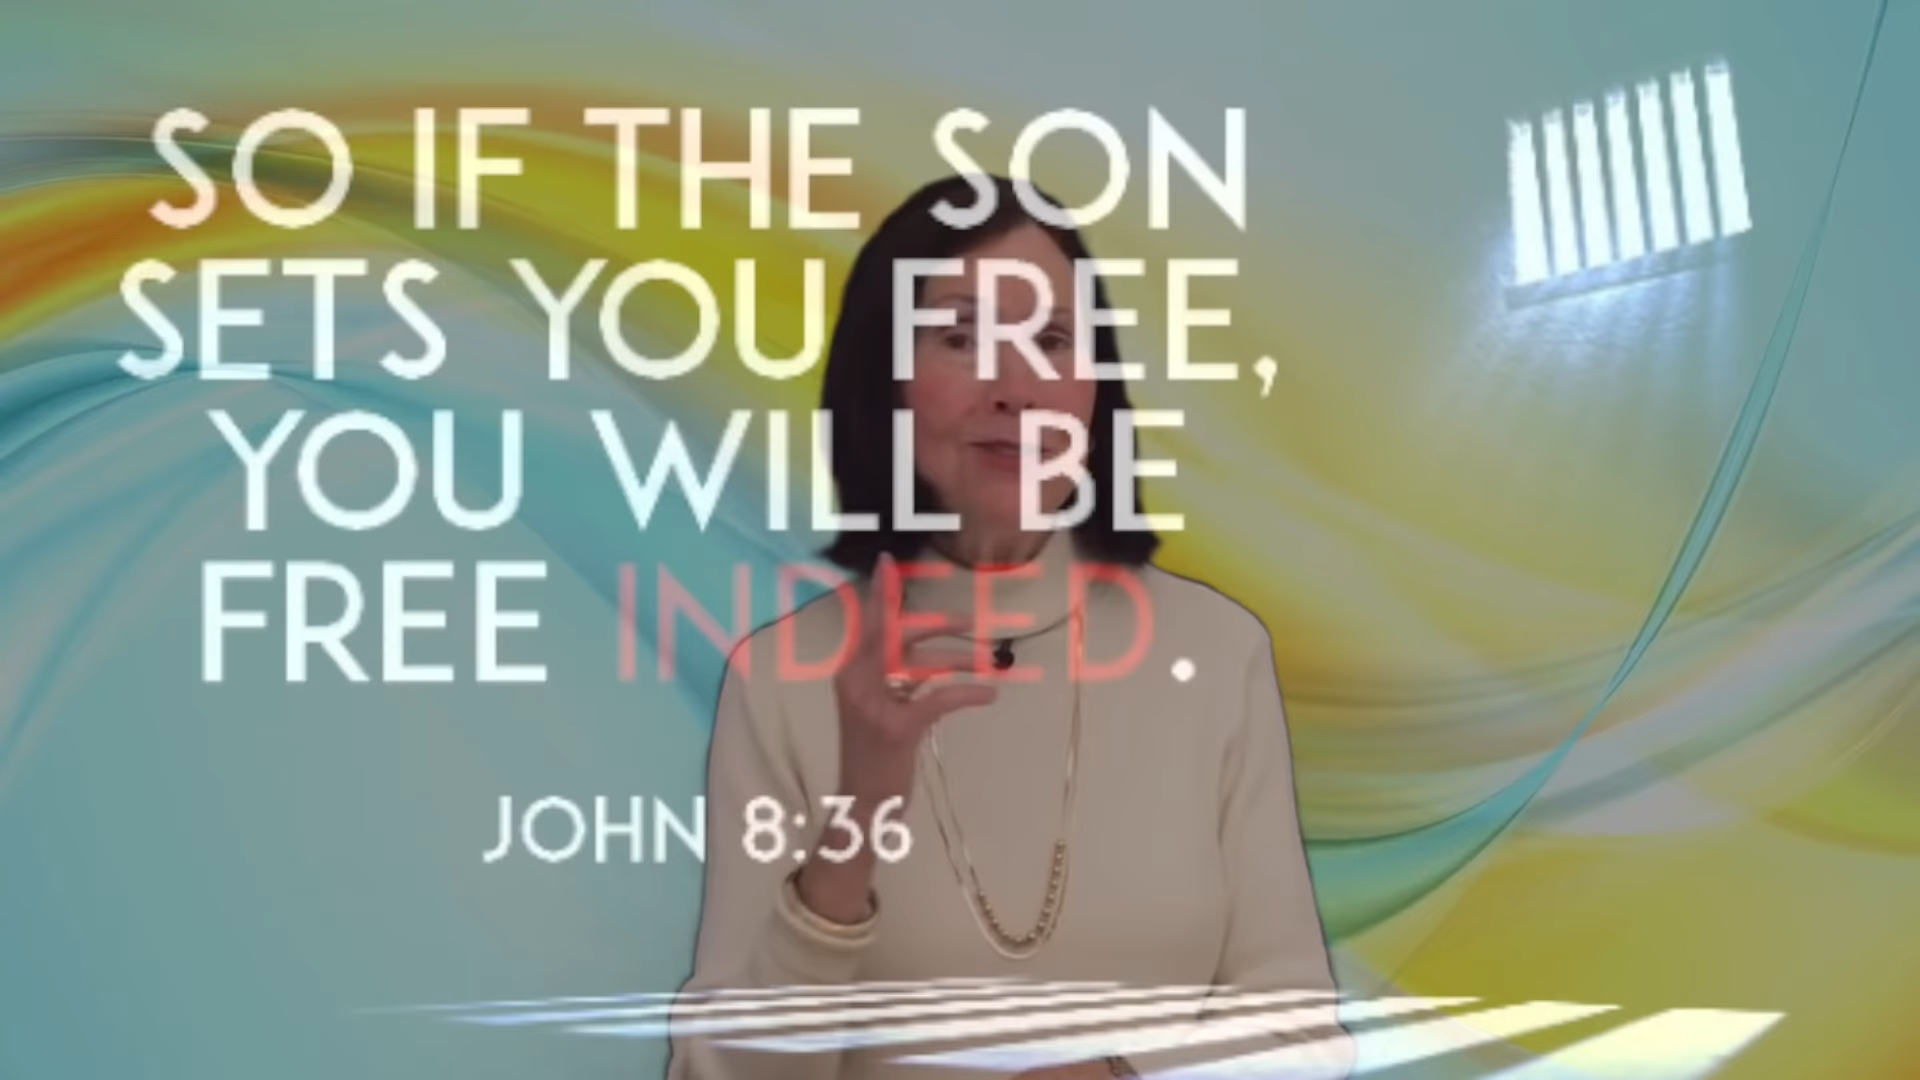 SO IF THE SON
SETS YOU FREE,
YOU WILL BE
FREE INDEED.
JOHN 8:36